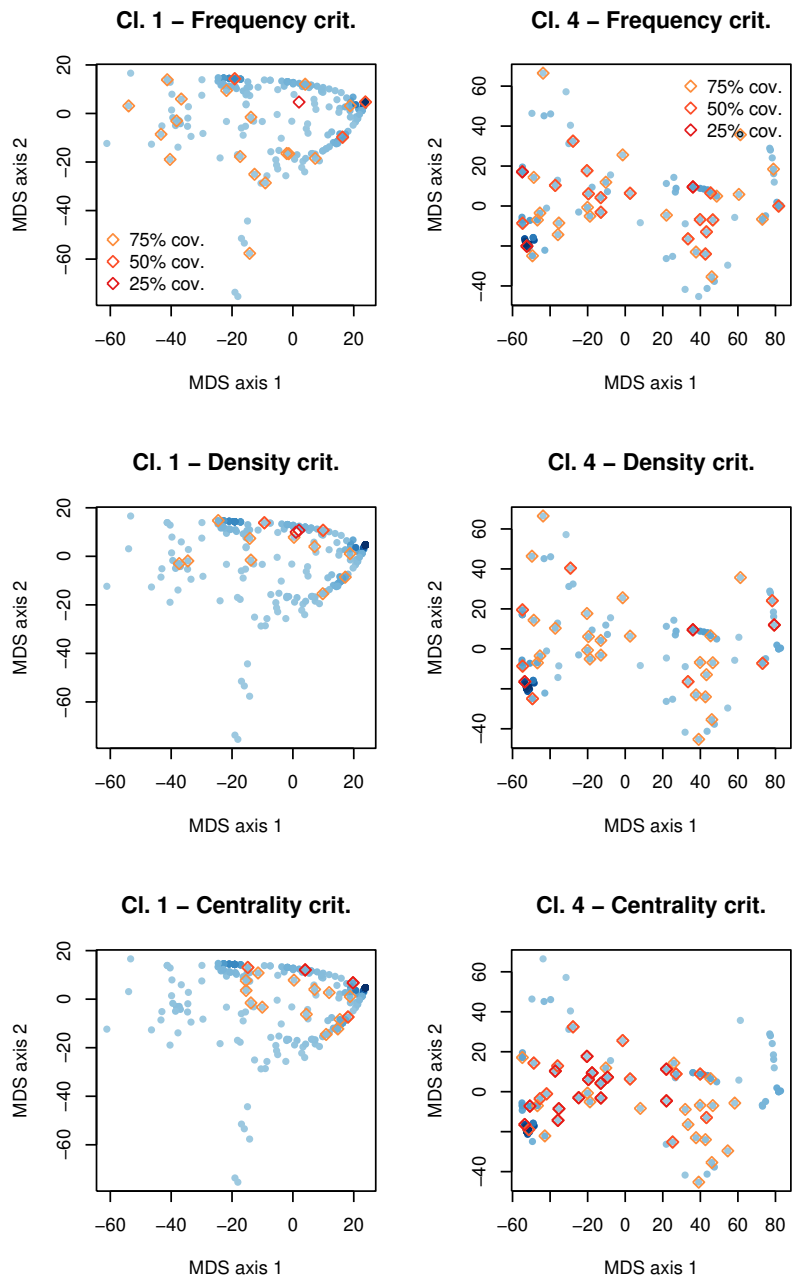 Cl. 1 − Frequency crit.
20
0
−20
−40
−60
MDS axis 2
75% cov.
50% cov.
25% cov.
−60 −40 −20 0 20
MDS axis 1
Cl. 4 − Frequency crit.
60
40
20
0
−40
MDS axis 2
75% cov.
50% cov.
25% cov.
−60 −20 0 20 40 60 80
MDS axis 1
Cl. 1 − Density crit.
20
0
−20
−40
−60
MDS axis 2
−60 −40 −20 0 20
MDS axis 1
Cl. 4 − Density crit.
60
40
20
0
−40
MDS axis 2
−60 −20 0 20 40 60 80
MDS axis 1
Cl. 1 − Centrality crit.
20
0
−20
−40
−60
MDS axis 2
−60 −40 −20 0 20
MDS axis 1
Cl. 4 − Centrality crit.
60
40
20
0
−40
MDS axis 2
−60 −20 0 20 40 60 80
MDS axis 1